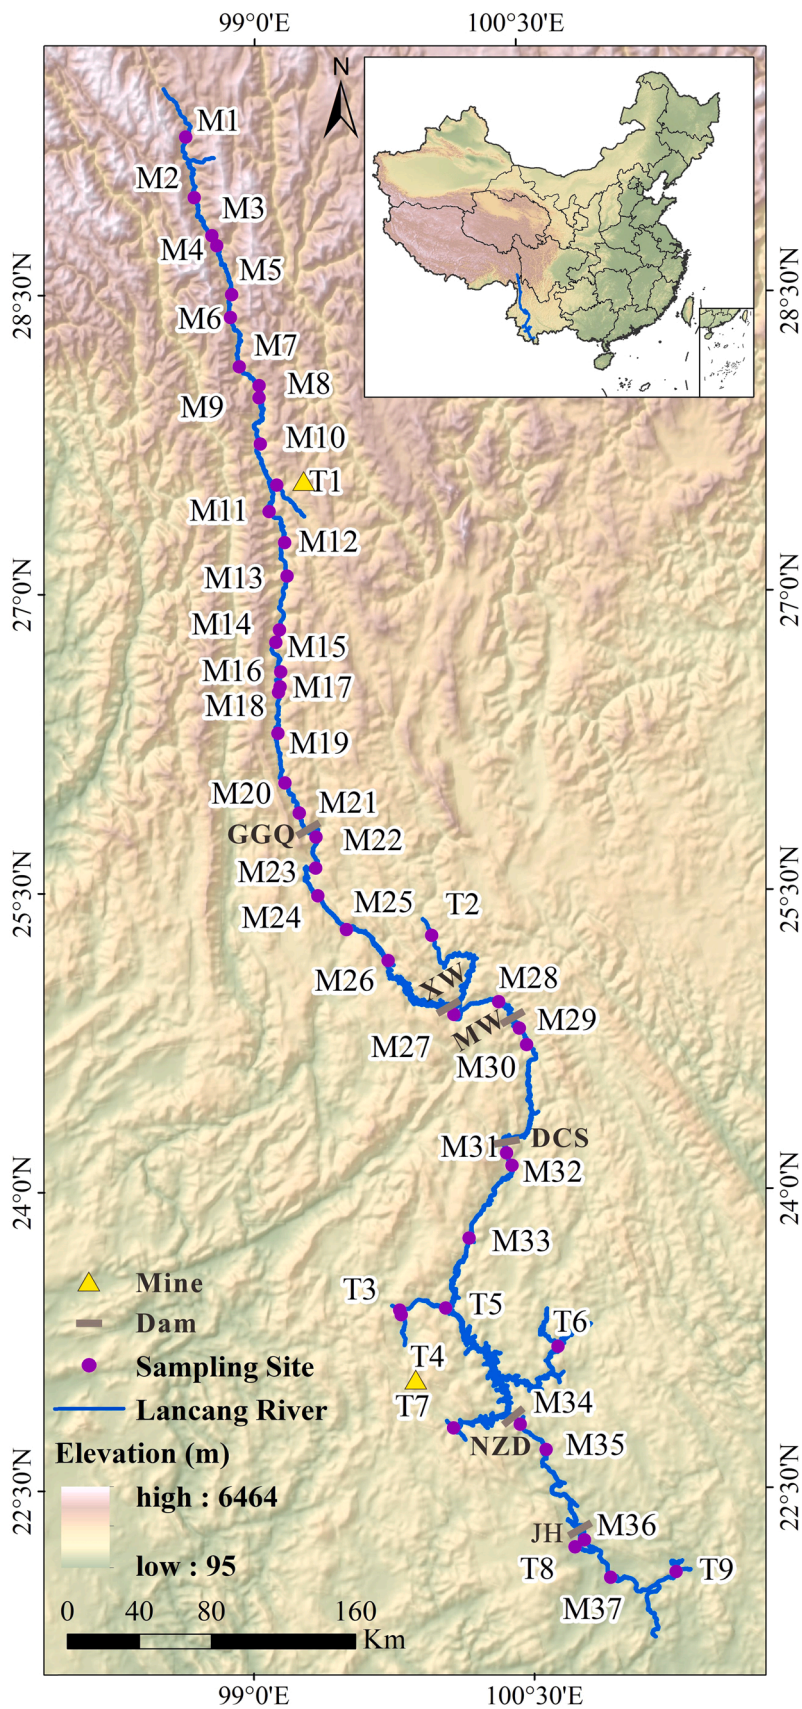 99°0'E
100°30'E
N
M1
M2
M3
M4
M5
28°30'N
28°30'N
M6
M7
M8
M9
M10
T1
M11
M12
27°0'N
27°0'N
M13
M14
M15
M16
M17
M18
M19
M20
M21
GGQ
M22
M23
25°30'N
25°30'N
M24
M25
T2
M26
XW
M28
M27
MW
M29
M30
DCS
M31
M32
24°0'N
24°0'N
M33
Mine
T3
T5
Dam
T6
T4
Sampling Site
T7
M34
Lancang River
NZD
M35
Elevation (m)
22°30'N
22°30'N
high : 6464
JH
M36
low : 95
T8
T9
M37
0 40 80 160
Km
99°0'E
100°30'E